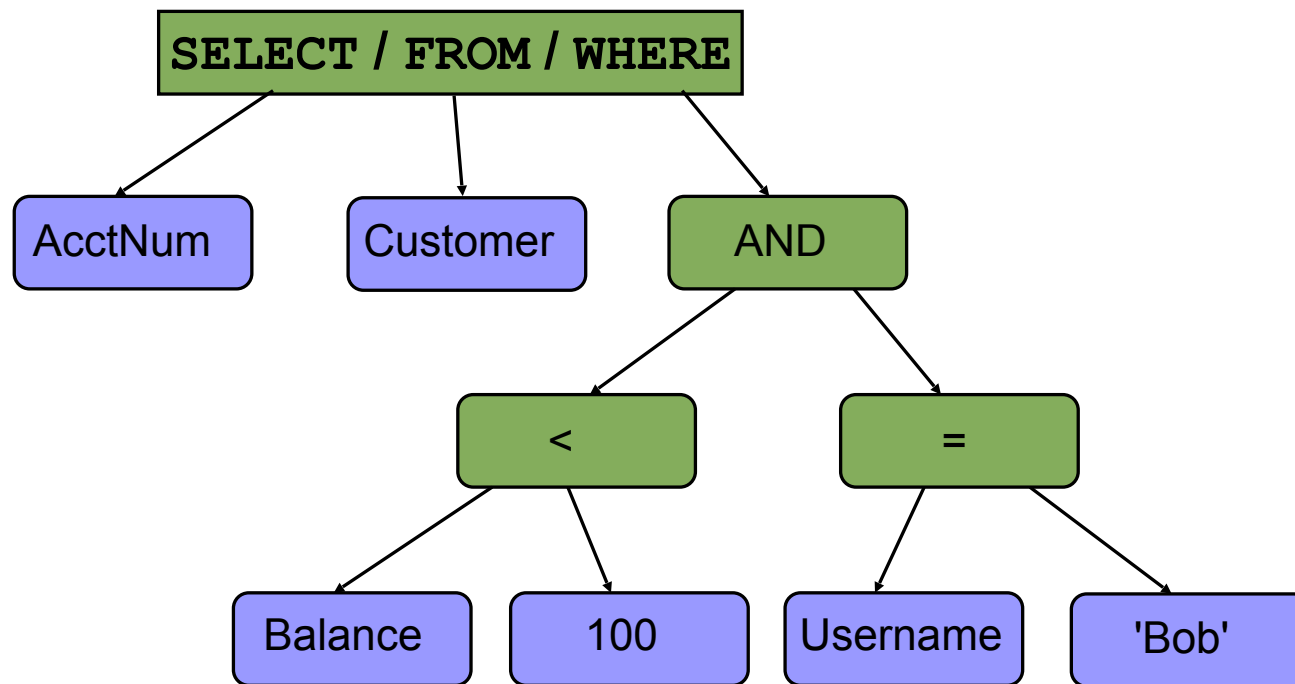 SELECT / FROM / WHERE
AcctNum
Customer
AND
<
=
Balance
100
Username
'Bob'